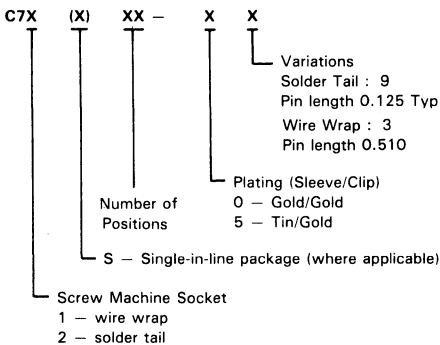 C7X (X) XX – X X
Variations
Solder Tail : 9
Pin length 0.125 Typ
Wire Wrap : 3
Pin length 0.510
Plating (Sleeve/Clip)
0 – Gold/Gold
5 – Tin/Gold
Number of
Positions
S – Single-in-line package (where applicable)
Screw Machine Socket
1 – wire wrap
2 – solder tail